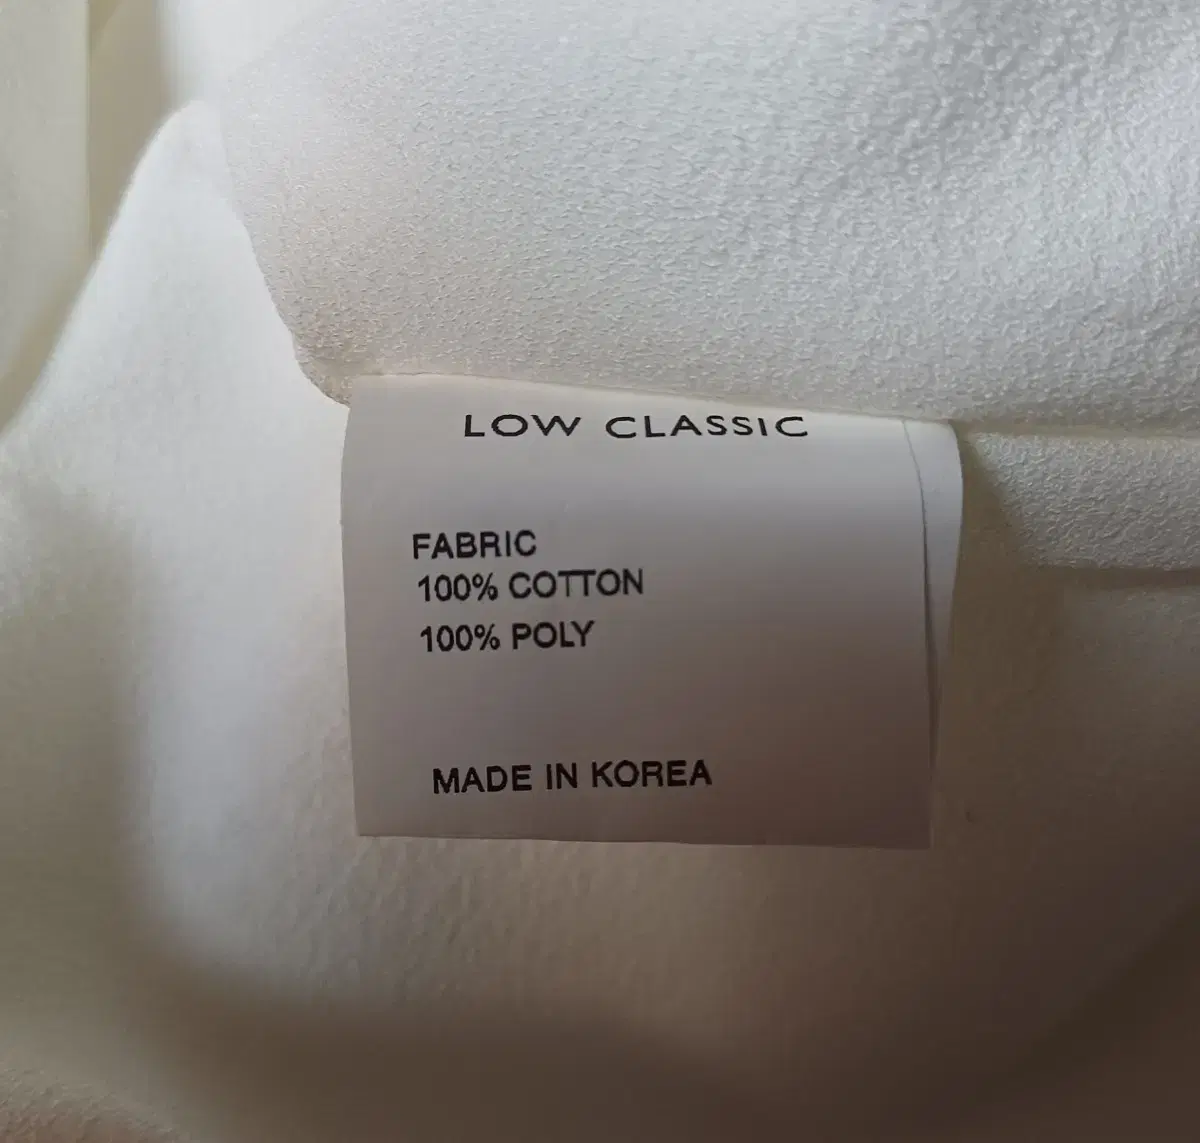 LOW CLASSIC
FABRIC
100% COTTON
100% POLY
MADE IN KOREA